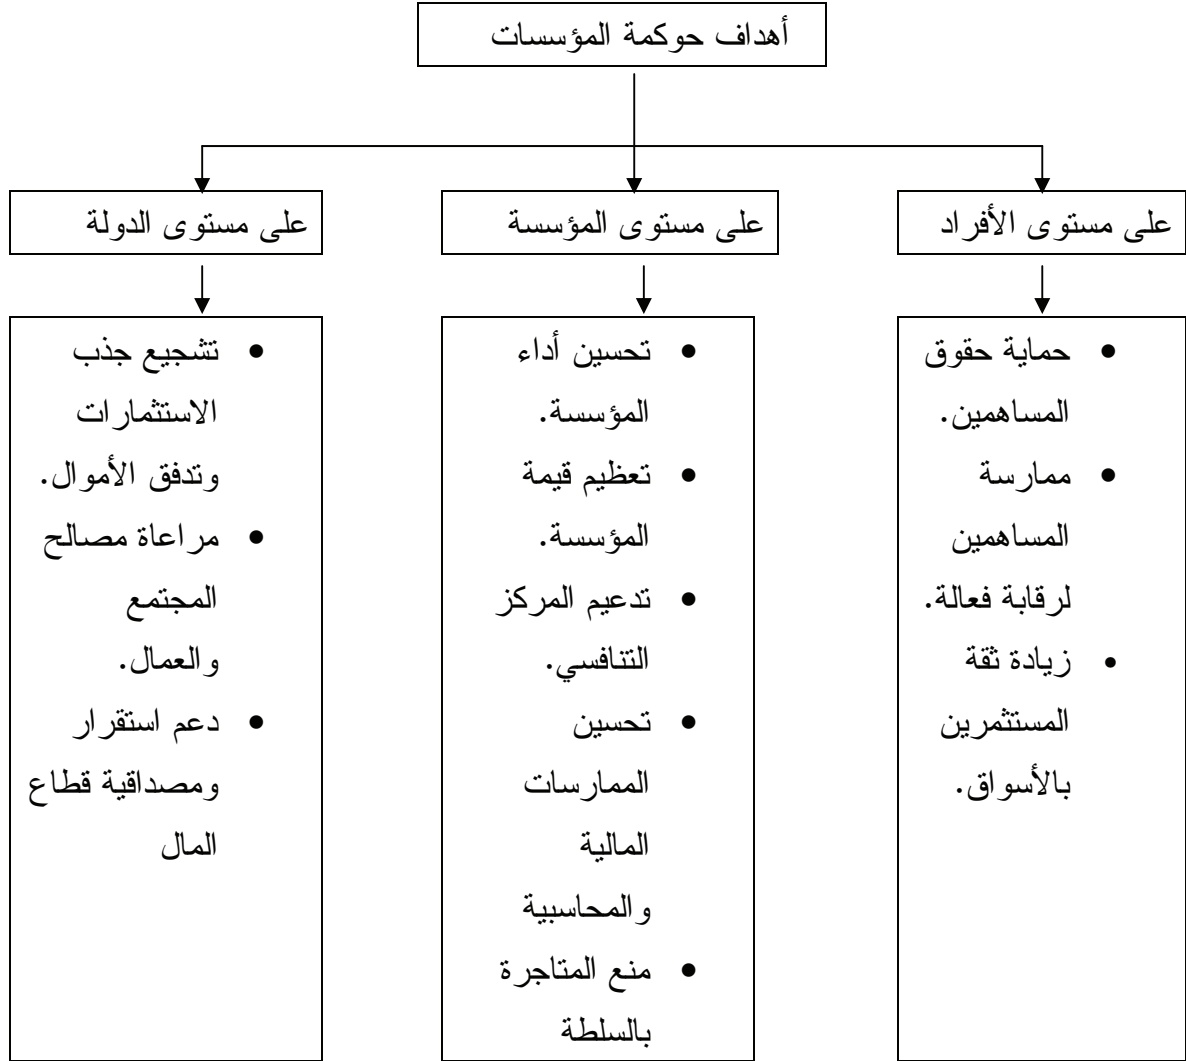 أهداف حوكمة المؤسسات
على مستوى الأفراد
على مستوى المؤسسة
على مستوى الدولة
• حماية حقوق
المساهمين.
• ممارسة
المساهمين
لرقابة فعالة.
• زيادة ثقة
المستثمرين
بالأسواق.
• تحسين أداء
المؤسسة.
• تعظيم قيمة
المؤسسة.
• تدعيم المركز
التنافسي.
• تحسين
الممارسات
المالية
والمحاسبية
• منع المتاجرة
بالسلطة
• تشجيع جذب
الاستثمارات
وتدفق الأموال.
• مراعاة مصالح
المجتمع
والعمال.
• دعم استقرار
ومصداقية قطاع
المال